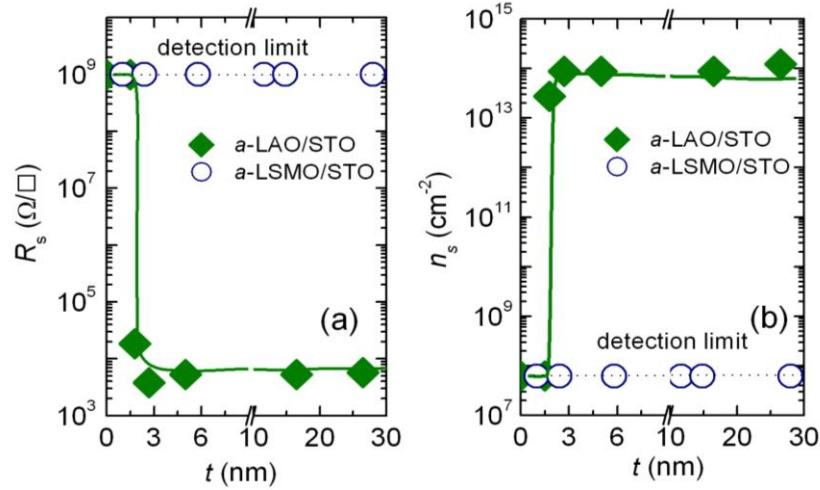 detection limit
a-LAO/STO
a-LSMO/STO
(a)
R_s (Ω/□)
10^9
10^7
10^5
10^3
0 3 6 10 20 30
t (nm)
a-LAO/STO
a-LSMO/STO
detection limit
(b)
n_s (cm^-2)
10^15
10^13
10^11
10^9
10^7
0 3 6 10 20 30
t (nm)